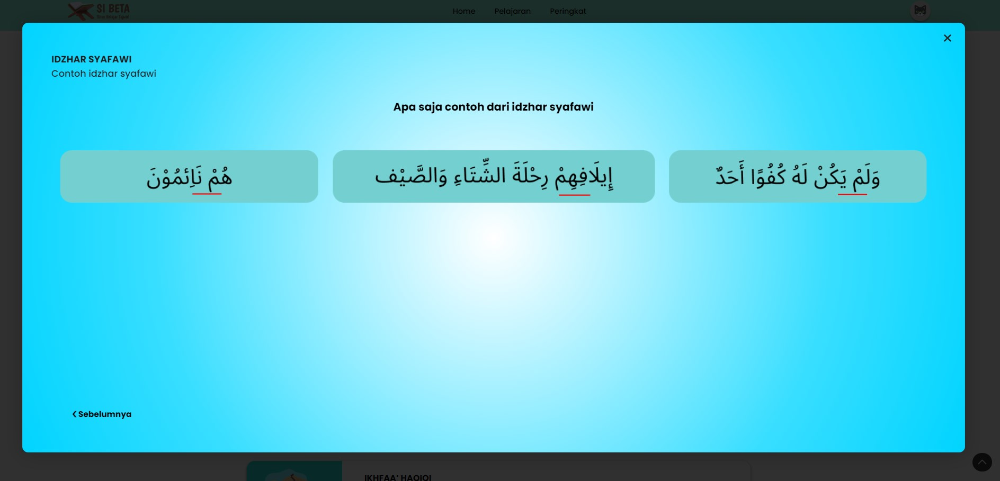 SI BETA
Home Pelajaran Peringkat
IDZHAR SYAFAWI
Contoh idzhar syafawi
Apa saja contoh dari idzhar syafawi
هُمْ نَاِئمُوْنَ
إِيلَافِهِمْ رِحْلَةَ الشِّتَاءِ وَالصَّيْف
وَلَمْ يَكُنْ لَهُ كُفُوًا أَحَدٌ
Sebelumnya
IKHFAA’ HAQIQI